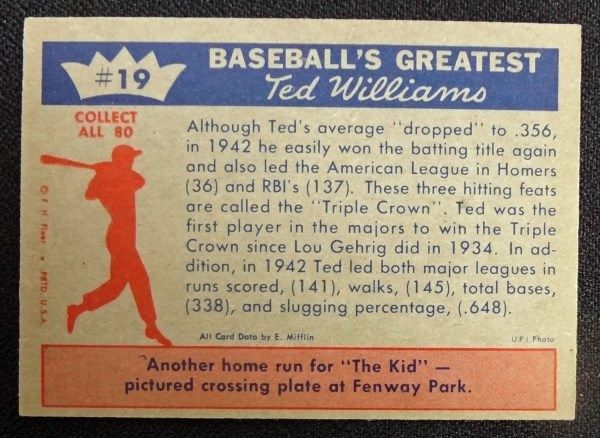 #19
BASEBALL'S GREATEST
Ted Williams
COLLECT
ALL 80
Although Ted's average "dropped" to .356,
in 1942 he easily won the batting title again
and also led the American League in Homers
(36) and RBI's (137). These three hitting feats
are called the "Triple Crown". Ted was the
first player in the majors to win the Triple
Crown since Lou Gehrig did in 1934. In ad-
dition, in 1942 Ted led both major leagues in
runs scored, (141), walks, (145), total bases,
(338), and slugging percentage, (.648).
© F. H. Fleer • PRTD. U.S.A.
All Card Data by E. Mifflin
U.P.I. Photo
Another home run for "The Kid" —
pictured crossing plate at Fenway Park.